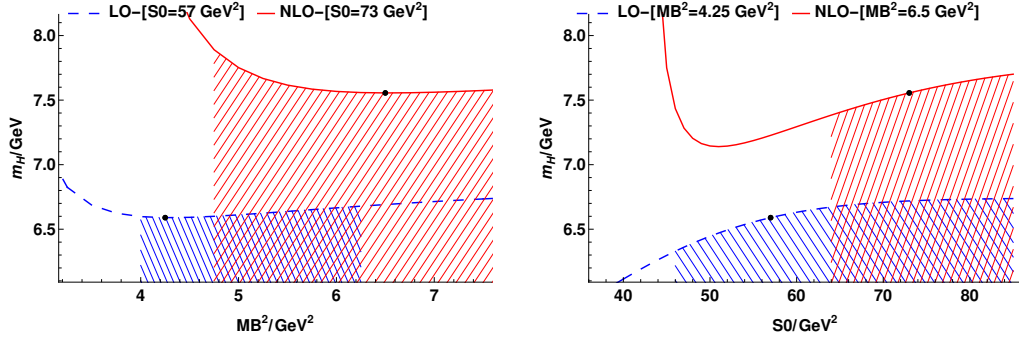 LO–[S0=57 GeV²] NLO–[S0=73 GeV²]
8.0
7.5
7.0
6.5
m_H/GeV
4 5 6 7
MB²/GeV²
LO–[MB²=4.25 GeV²] NLO–[MB²=6.5 GeV²]
8.0
7.5
7.0
6.5
m_H/GeV
40 50 60 70 80
S0/GeV²